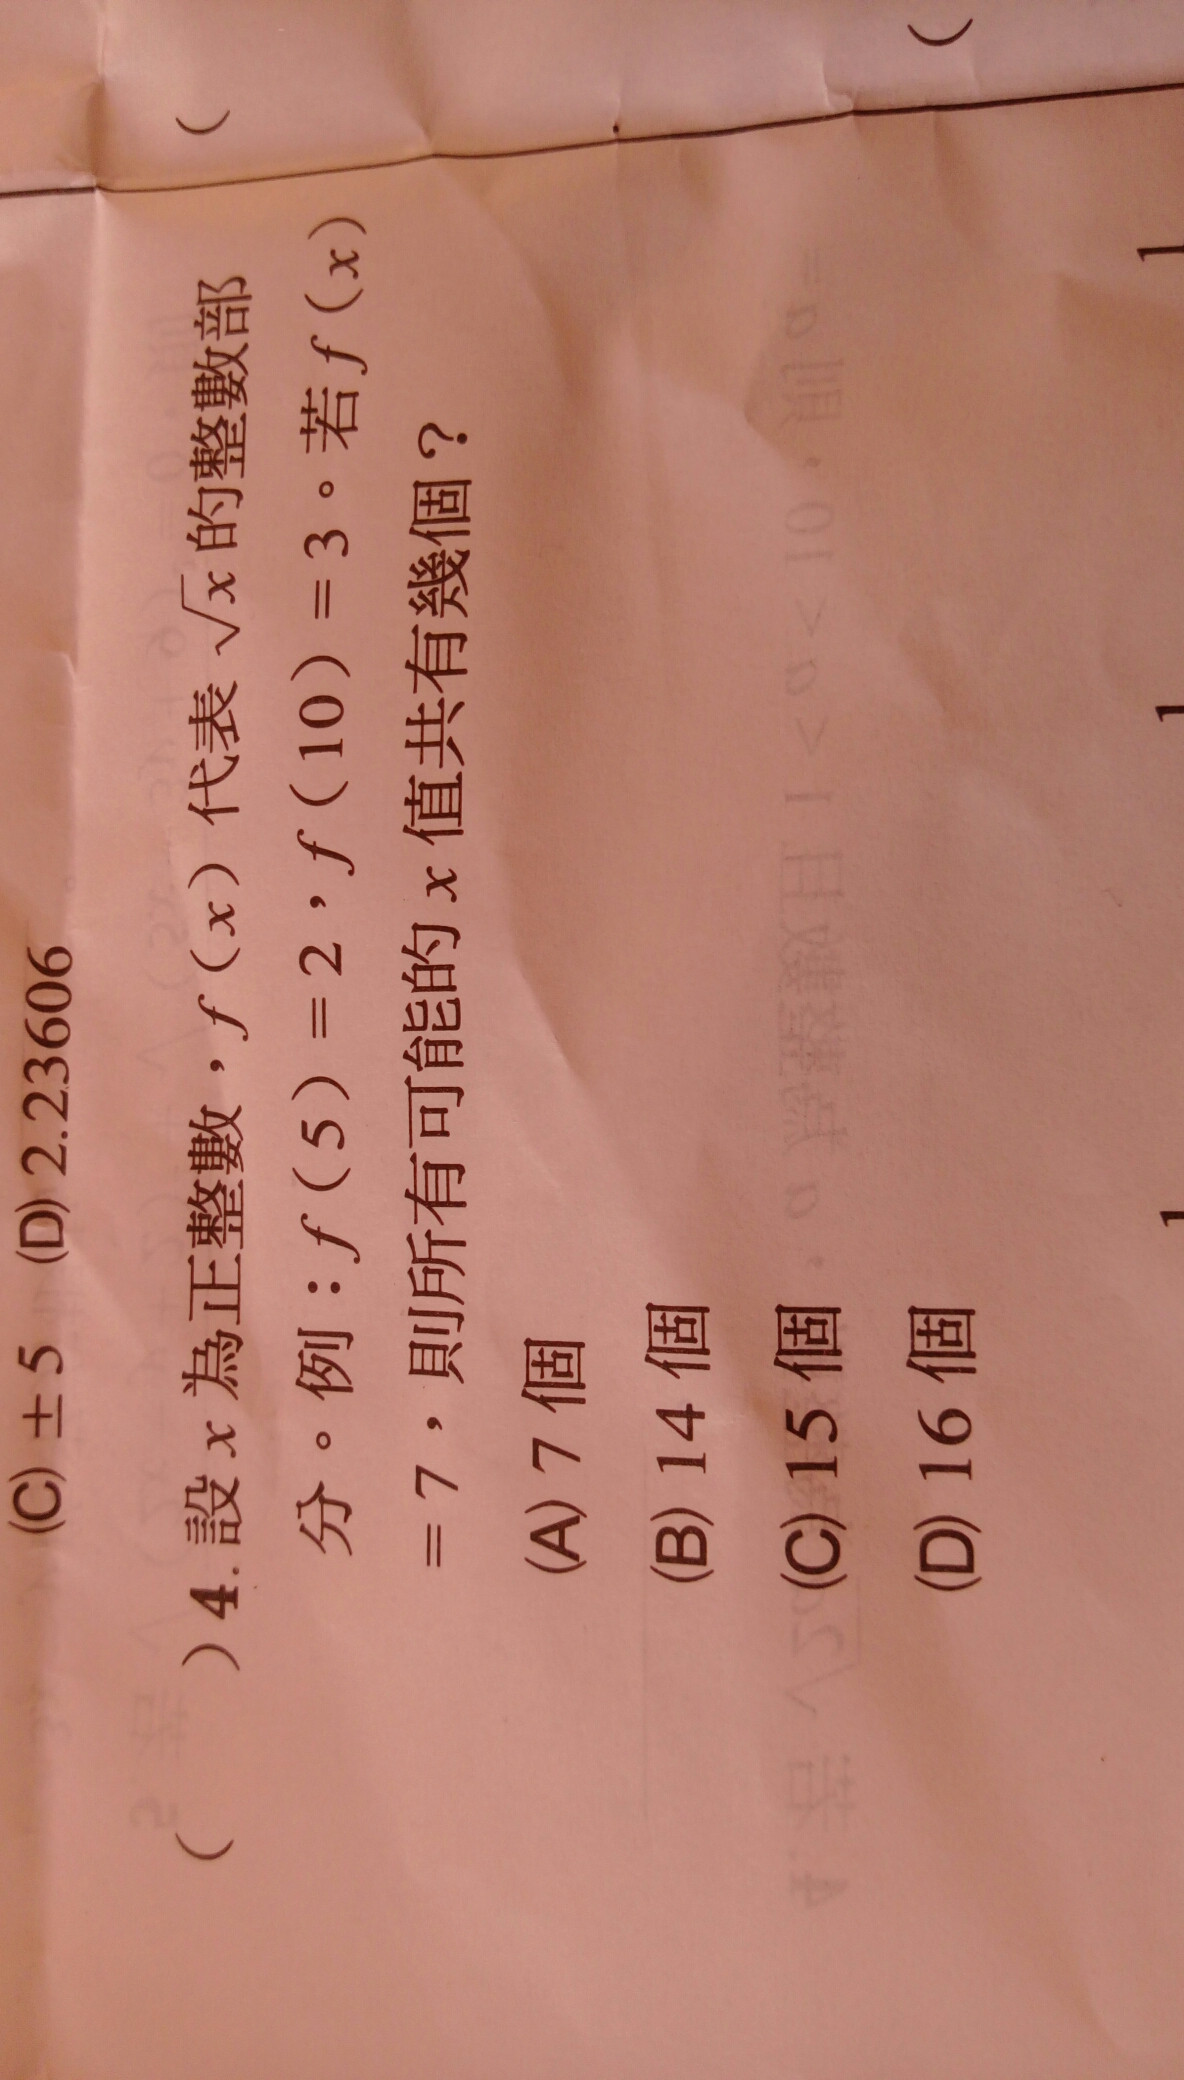 (C) ±5 (D) 2.23606
( )4. 設 x 為正整數，f(x) 代表 √x 的整數部
分。例：f(5)=2，f(10)=3。若 f(x)
=7，則所有可能的 x 值共有幾個？
(A) 7 個
(B) 14 個
(C) 15 個
(D) 16 個